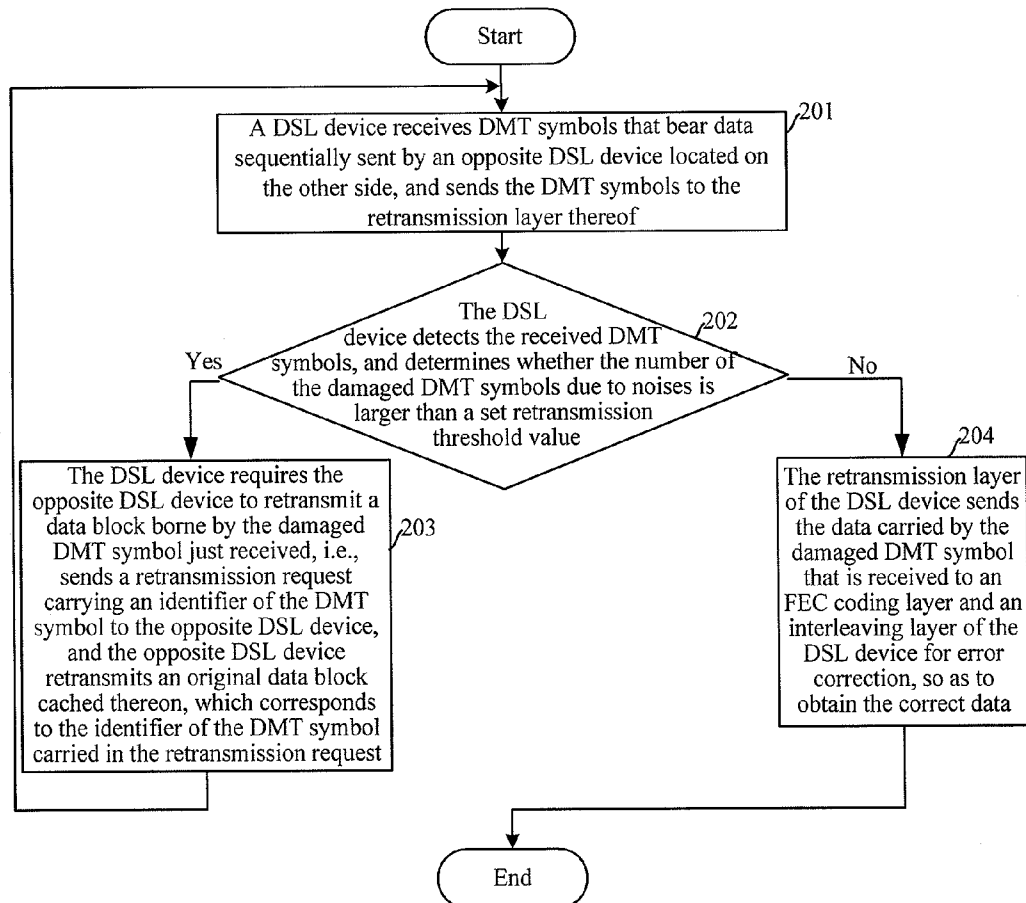 Start
201
A DSL device receives DMT symbols that bear data
sequentially sent by an opposite DSL device located on
the other side, and sends the DMT symbols to the
retransmission layer thereof
The DSL
device detects the received DMT
symbols, and determines whether the number of
the damaged DMT symbols due to noises is
larger than a set retransmission
threshold value
202
Yes
No
The DSL device requires the
opposite DSL device to retransmit a
data block borne by the damaged
DMT symbol just received, i.e.,
sends a retransmission request
carrying an identifier of the DMT
symbol to the opposite DSL device,
and the opposite DSL device
retransmits an original data block
cached thereon, which corresponds
to the identifier of the DMT symbol
carried in the retransmission request
203
204
The retransmission layer
of the DSL device sends
the data carried by the
damaged DMT symbol
that is received to an
FEC coding layer and an
interleaving layer of the
DSL device for error
correction, so as to
obtain the correct data
End